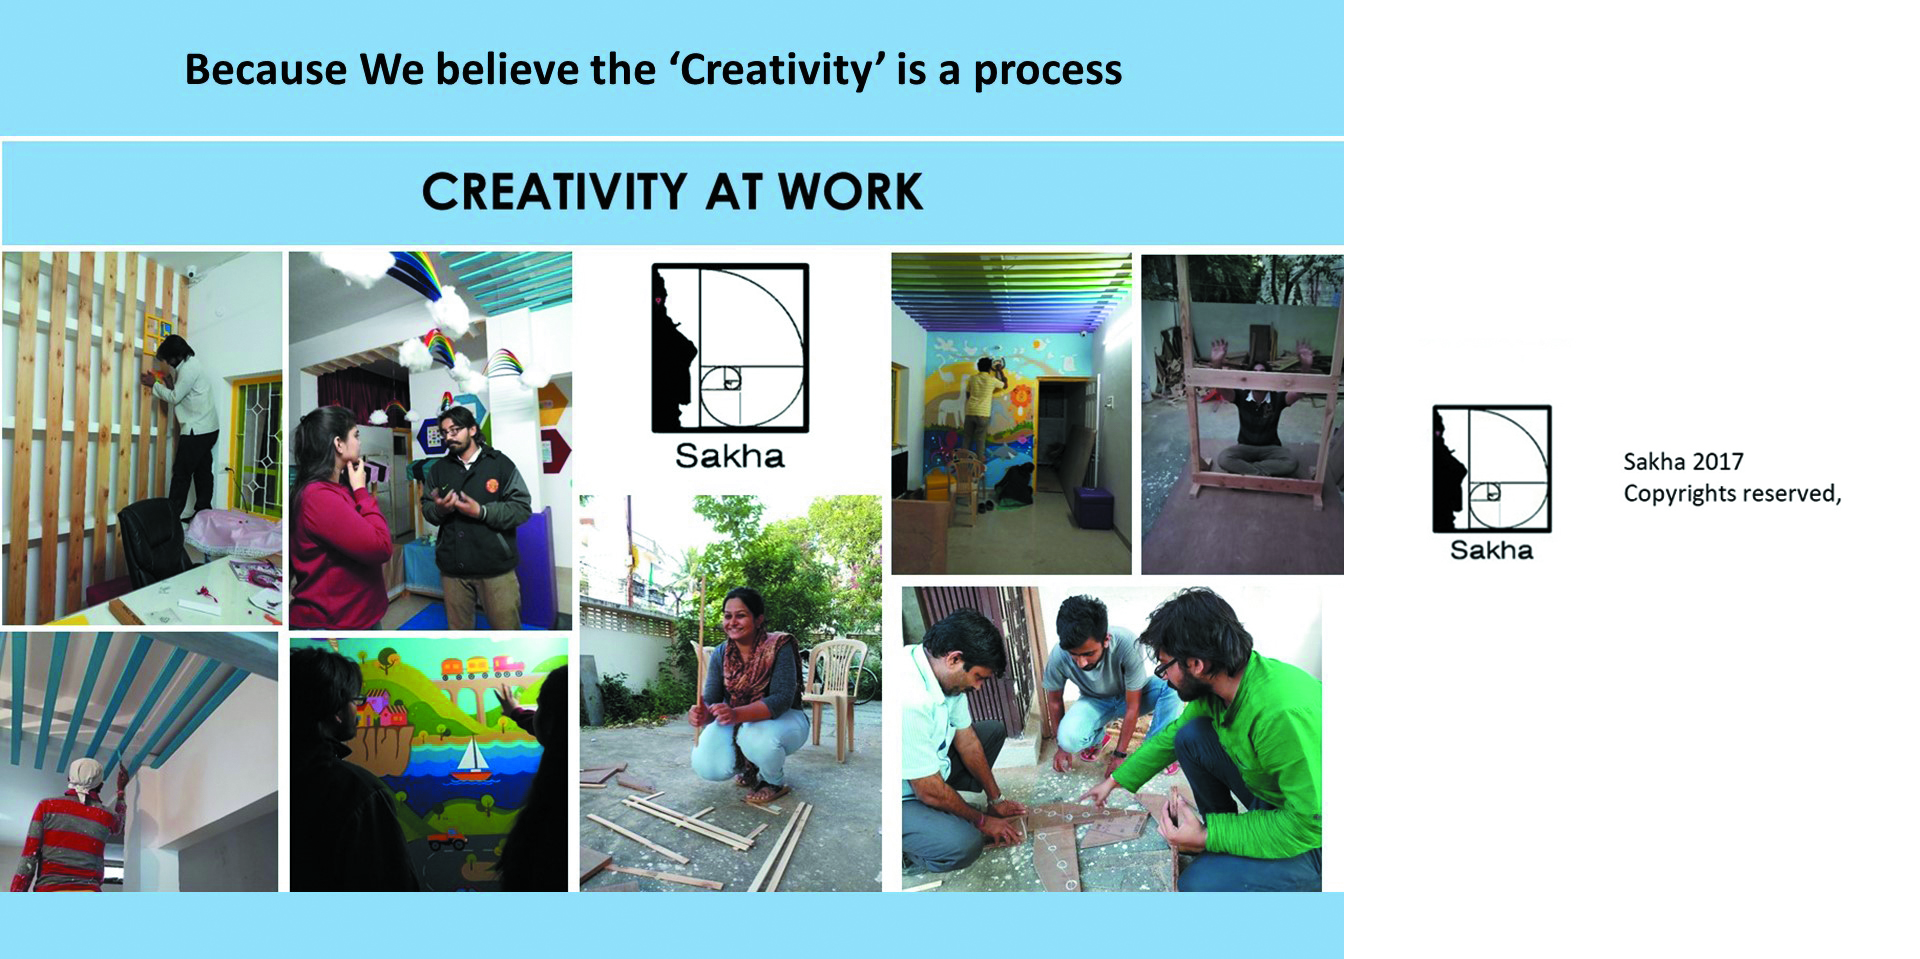 Because We believe the ‘Creativity’ is a process
CREATIVITY AT WORK
Sakha
Sakha
Sakha 2017
Copyrights reserved,